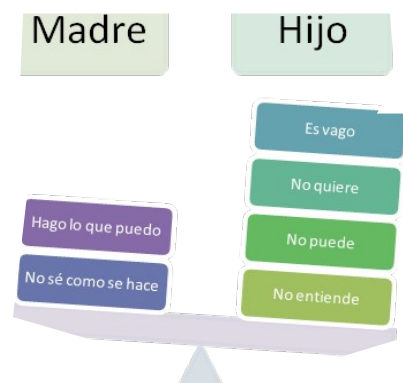 Madre
Hijo
Es vago
No quiere
Hago lo que puedo
No puede
No sé como se hace
No entiende